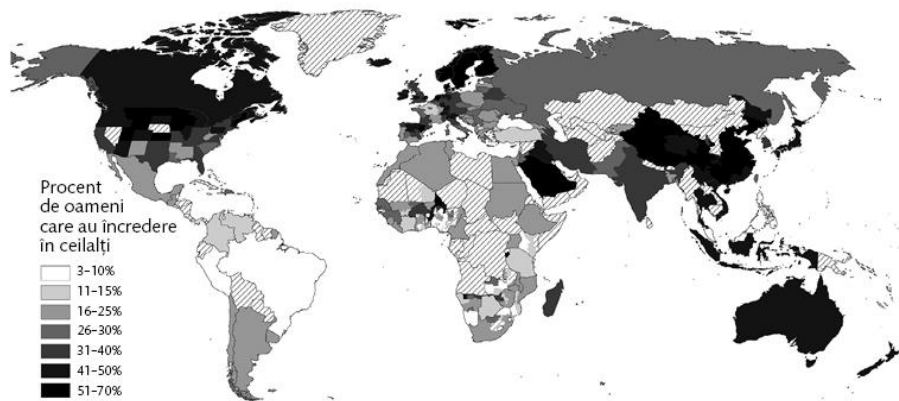 Procent
de oameni
care au încredere
în ceilalți
3–10%
11–15%
16–25%
26–30%
31–40%
41–50%
51–70%